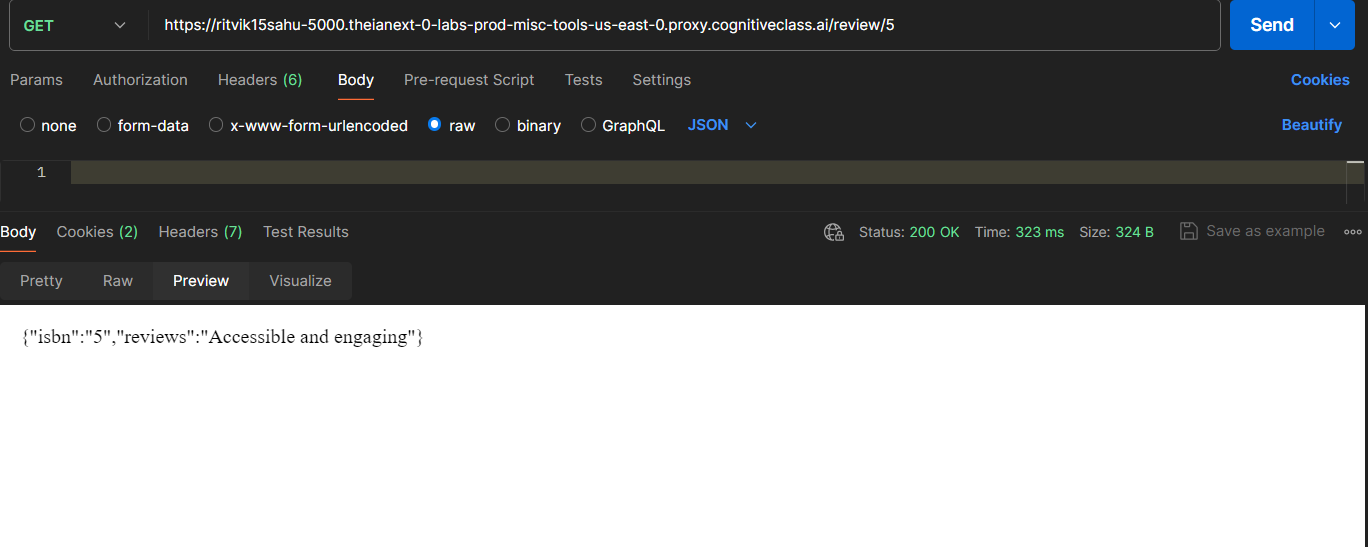 GET https://ritvik15sahu-5000.theianext-0-labs-prod-misc-tools-us-east-0.proxy.cognitiveclass.ai/review/5 Send
Params Authorization Headers (6) Body Pre-request Script Tests Settings Cookies
none form-data x-www-form-urlencoded raw binary GraphQL JSON Beautify
1
Body Cookies (2) Headers (7) Test Results Status: 200 OK Time: 323 ms Size: 324 B Save as example
Pretty Raw Preview Visualize
{"isbn":"5","reviews":"Accessible and engaging"}